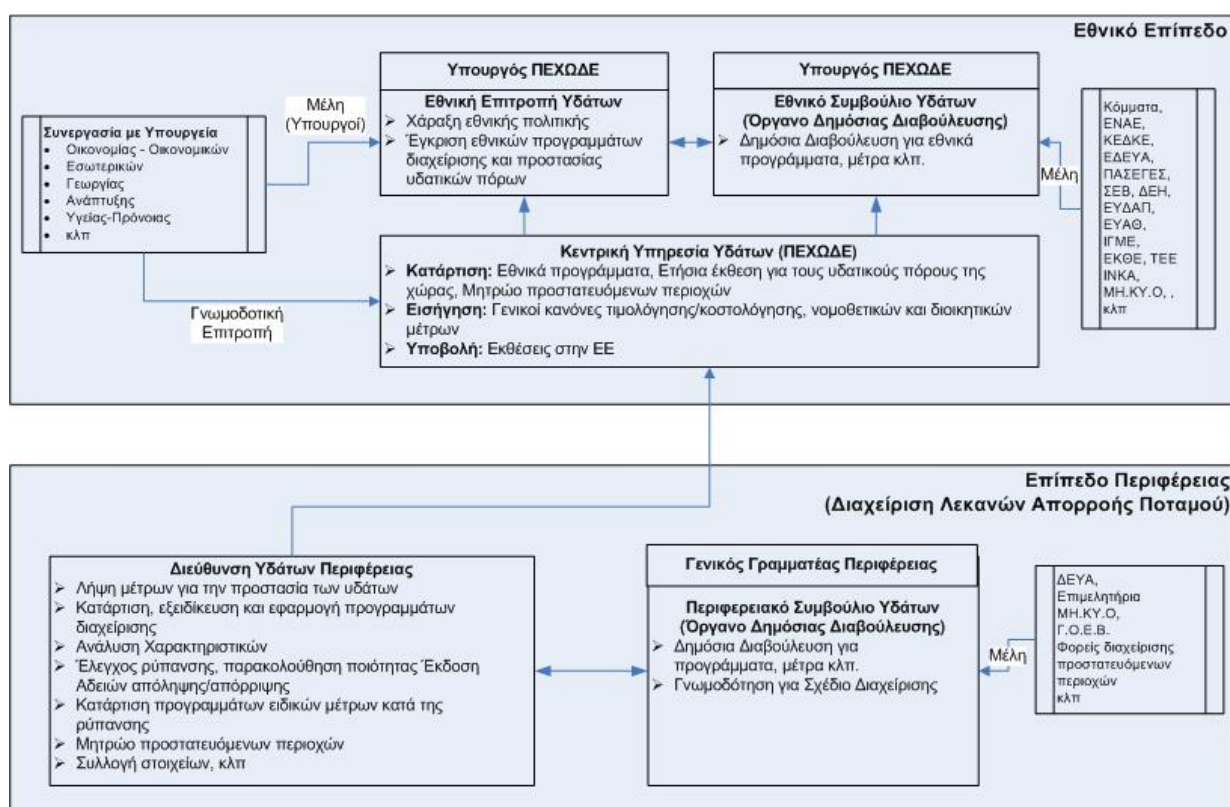 Εθνικό Επίπεδο
Υπουργός ΠΕΧΩΔΕ
Εθνική Επιτροπή Υδάτων
➢ Χάραξη εθνικής πολιτικής
➢ Έγκριση εθνικών προγραμμάτων
διαχείρισης και προστασίας
υδατικών πόρων
Υπουργός ΠΕΧΩΔΕ
Εθνικό Συμβούλιο Υδάτων
(Όργανο Δημόσιας Διαβούλευσης)
➢ Δημόσια Διαβούλευση για εθνικά
προγράμματα, μέτρα κλπ.
Μέλη
(Υπουργοί)
Συνεργασία με Υπουργεία
• Οικονομίας - Οικονομικών
• Εσωτερικών
• Γεωργίας
• Ανάπτυξης
• Υγείας-Πρόνοιας
• κλπ
Μέλη
Κόμματα,
ΕΝΑΕ,
ΚΕΔΚΕ,
ΕΔΕΥΑ,
ΠΑΣΕΓΕΣ,
ΣΕΒ, ΔΕΗ,
ΕΥΔΑΠ,
ΕΥΑΘ,
ΙΓΜΕ,
ΕΚΘΕ, ΤΕΕ
ΙΝΚΑ,
ΜΗ.ΚΥ.Ο, ,
κλπ
Γνωμοδοτική
Επιτροπή
Κεντρική Υπηρεσία Υδάτων (ΠΕΧΩΔΕ)
➢ Κατάρτιση: Εθνικά προγράμματα, Ετήσια έκθεση για τους υδατικούς πόρους της
χώρας, Μητρώο προστατευόμενων περιοχών
➢ Εισήγηση: Γενικοί κανόνες τιμολόγησης/κοστολόγησης, νομοθετικών και διοικητικών
μέτρων
➢ Υποβολή: Εκθέσεις στην ΕΕ
Επίπεδο Περιφέρειας
(Διαχείριση Λεκανών Απορροής Ποταμού)
Διεύθυνση Υδάτων Περιφέρειας
➢ Λήψη μέτρων για την προστασία των υδάτων
➢ Κατάρτιση, εξειδίκευση και εφαρμογή προγραμμάτων
διαχείρισης
➢ Ανάλυση Χαρακτηριστικών
➢ Έλεγχος ρύπανσης, παρακολούθηση ποιότητας Έκδοση
Αδειών απόληψης/απόρριψης
➢ Κατάρτιση προγραμμάτων ειδικών μέτρων κατά της
ρύπανσης
➢ Μητρώο προστατευόμενων περιοχών
➢ Συλλογή στοιχείων, κλπ
Γενικός Γραμματέας Περιφέρειας
Περιφερειακό Συμβούλιο Υδάτων
(Όργανο Δημόσιας Διαβούλευσης)
➢ Δημόσια Διαβούλευση για
προγράμματα, μέτρα κλπ.
➢ Γνωμοδότηση για Σχέδιο Διαχείρισης
Μέλη
ΔΕΥΑ,
Επιμελητήρια
ΜΗ.ΚΥ.Ο,
Γ.Ο.Ε.Β.
Φορείς διαχείρισης
προστατευόμενων
περιοχών
κλπ